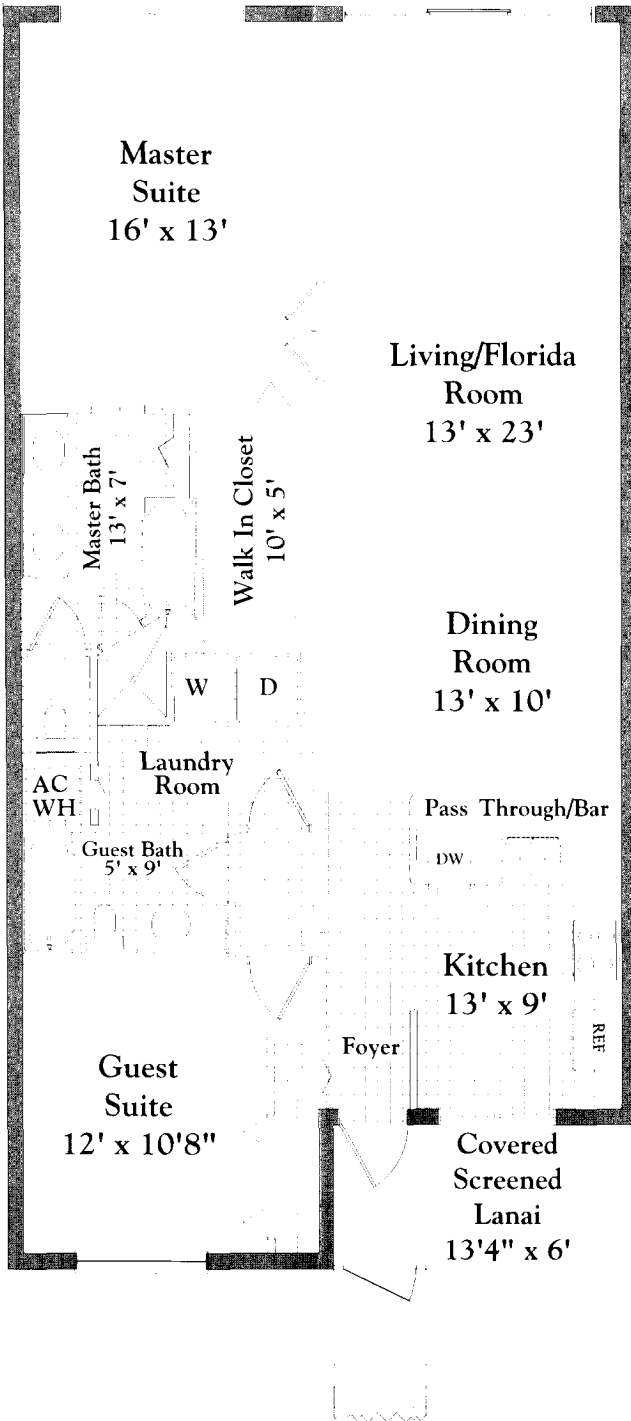 Master
Suite
16' x 13'
Living/Florida
Room
13' x 23'
Master Bath
13' x 7'
Walk In Closet
10' x 5'
Dining
Room
13' x 10'
W
D
Laundry
Room
AC
WH
Pass Through/Bar
DW
Guest Bath
5' x 9'
Kitchen
13' x 9'
REF
Foyer
Guest
Suite
12' x 10'8"
Covered
Screened
Lanai
13'4" x 6'